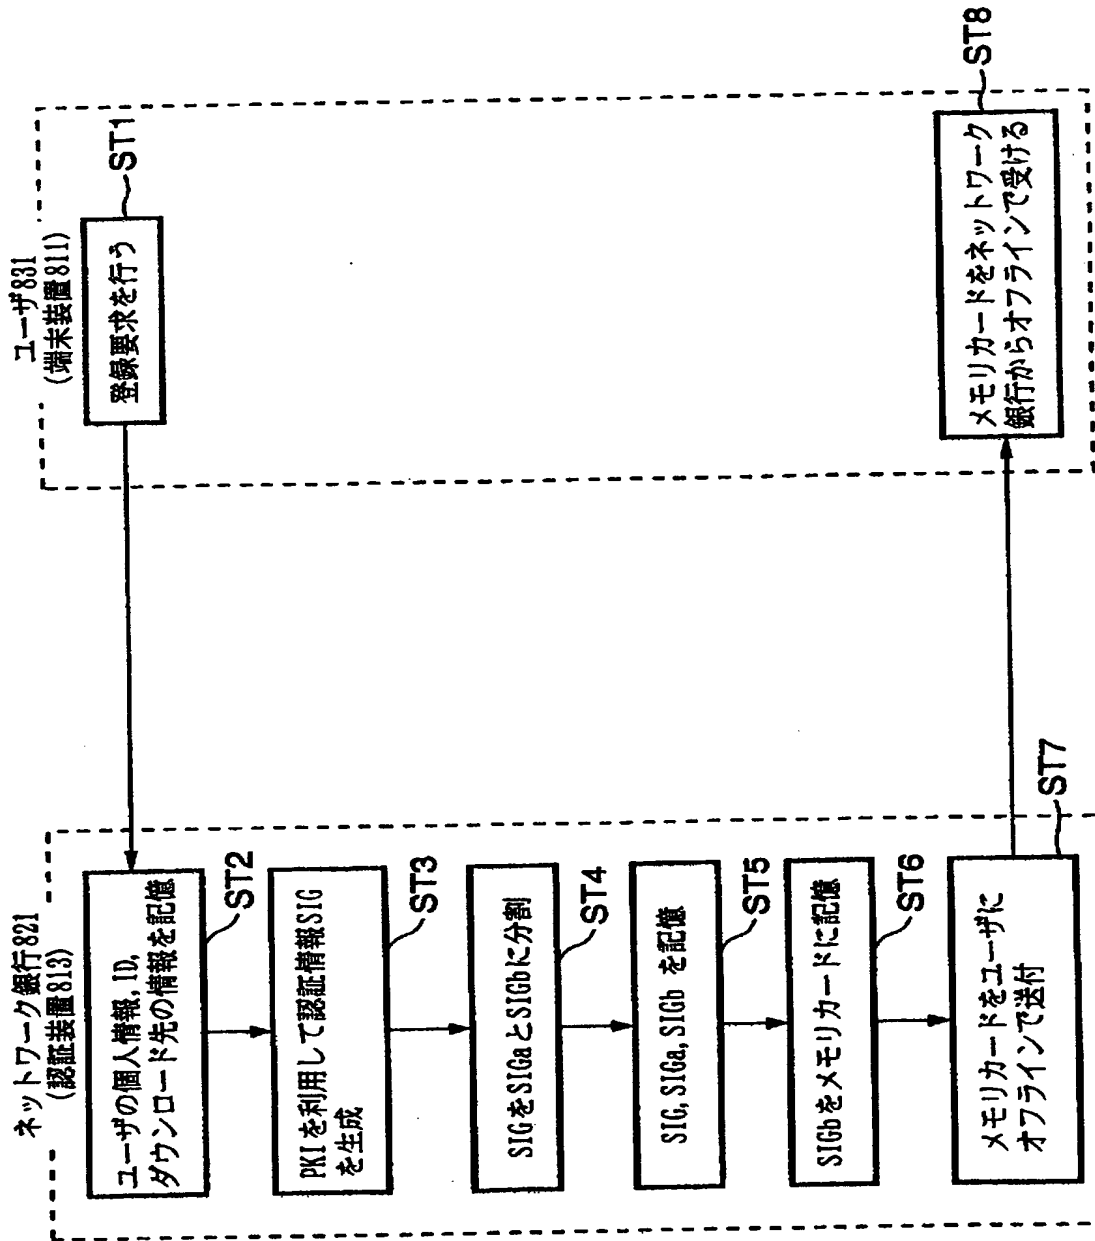 ネットワーク銀行821
(認証装置813)
ユーザの個人情報,ID,
ダウンロード先の情報を記憶
ST2
PKIを利用して認証情報SIG
を生成
ST3
SIGをSIGaとSIGbに分割
ST4
SIG,SIGa,SIGb を記憶
ST5
SIGbをメモリカードに記憶
ST6
メモリカードをユーザに
オフラインで送付
ST7
ユーザ831
(端末装置811)
登録要求を行う
ST1
メモリカードをネットワーク
銀行からオフラインで受ける
ST8